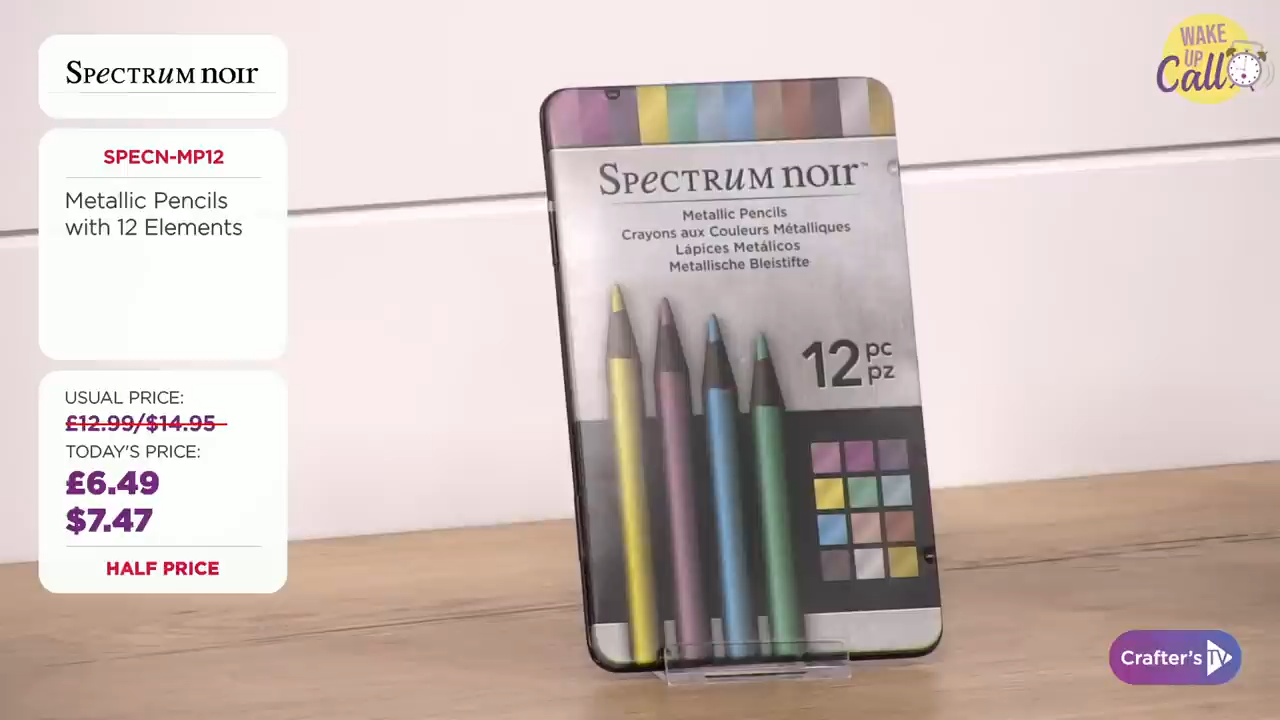 SPECTRUM NOIR
SPECN-MP12
Metallic Pencils
with 12 Elements
USUAL PRICE:
£12.99/$14.95
TODAY'S PRICE:
£6.49
$7.47
HALF PRICE
SPECTRUM NOIR™
Metallic Pencils
Crayons aux Couleurs Métalliques
Lápices Metálicos
Metallische Bleistifte
12 pc
pz
WAKE
UP
Call
Crafter's TV